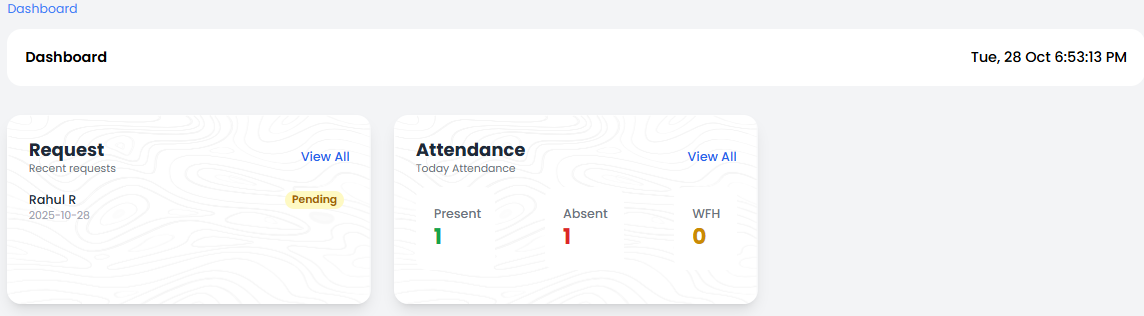 Dashboard
Dashboard
Tue, 28 Oct 6:53:13 PM
Request
Recent requests
View All
Rahul R
2025-10-28
Pending
Attendance
Today Attendance
View All
Present
1
Absent
1
WFH
0